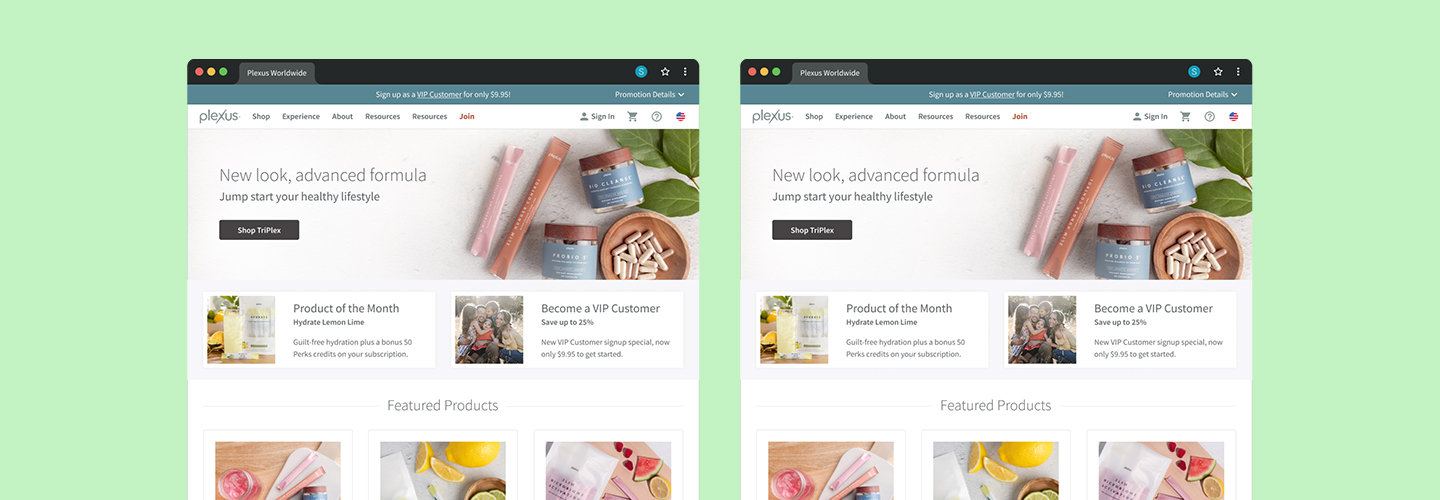 Plexus Worldwide
S
Sign up as a VIP Customer for only $9.95!
Promotion Details
plexus
Shop Experience About Resources Resources Join
Sign In
New look, advanced formula
Jump start your healthy lifestyle
Shop TriPlex
BIO CLEANSE
PROBIO 5
Product of the Month
Hydrate Lemon Lime
Guilt-free hydration plus a bonus 50
Perks credits on your subscription.
Become a VIP Customer
Save up to 25%
New VIP Customer signup special, now
only $9.95 to get started.
Featured Products
Plexus Worldwide
S
Sign up as a VIP Customer for only $9.95!
Promotion Details
plexus
Shop Experience About Resources Resources Join
Sign In
New look, advanced formula
Jump start your healthy lifestyle
Shop TriPlex
BIO CLEANSE
PROBIO 5
Product of the Month
Hydrate Lemon Lime
Guilt-free hydration plus a bonus 50
Perks credits on your subscription.
Become a VIP Customer
Save up to 25%
New VIP Customer signup special, now
only $9.95 to get started.
Featured Products